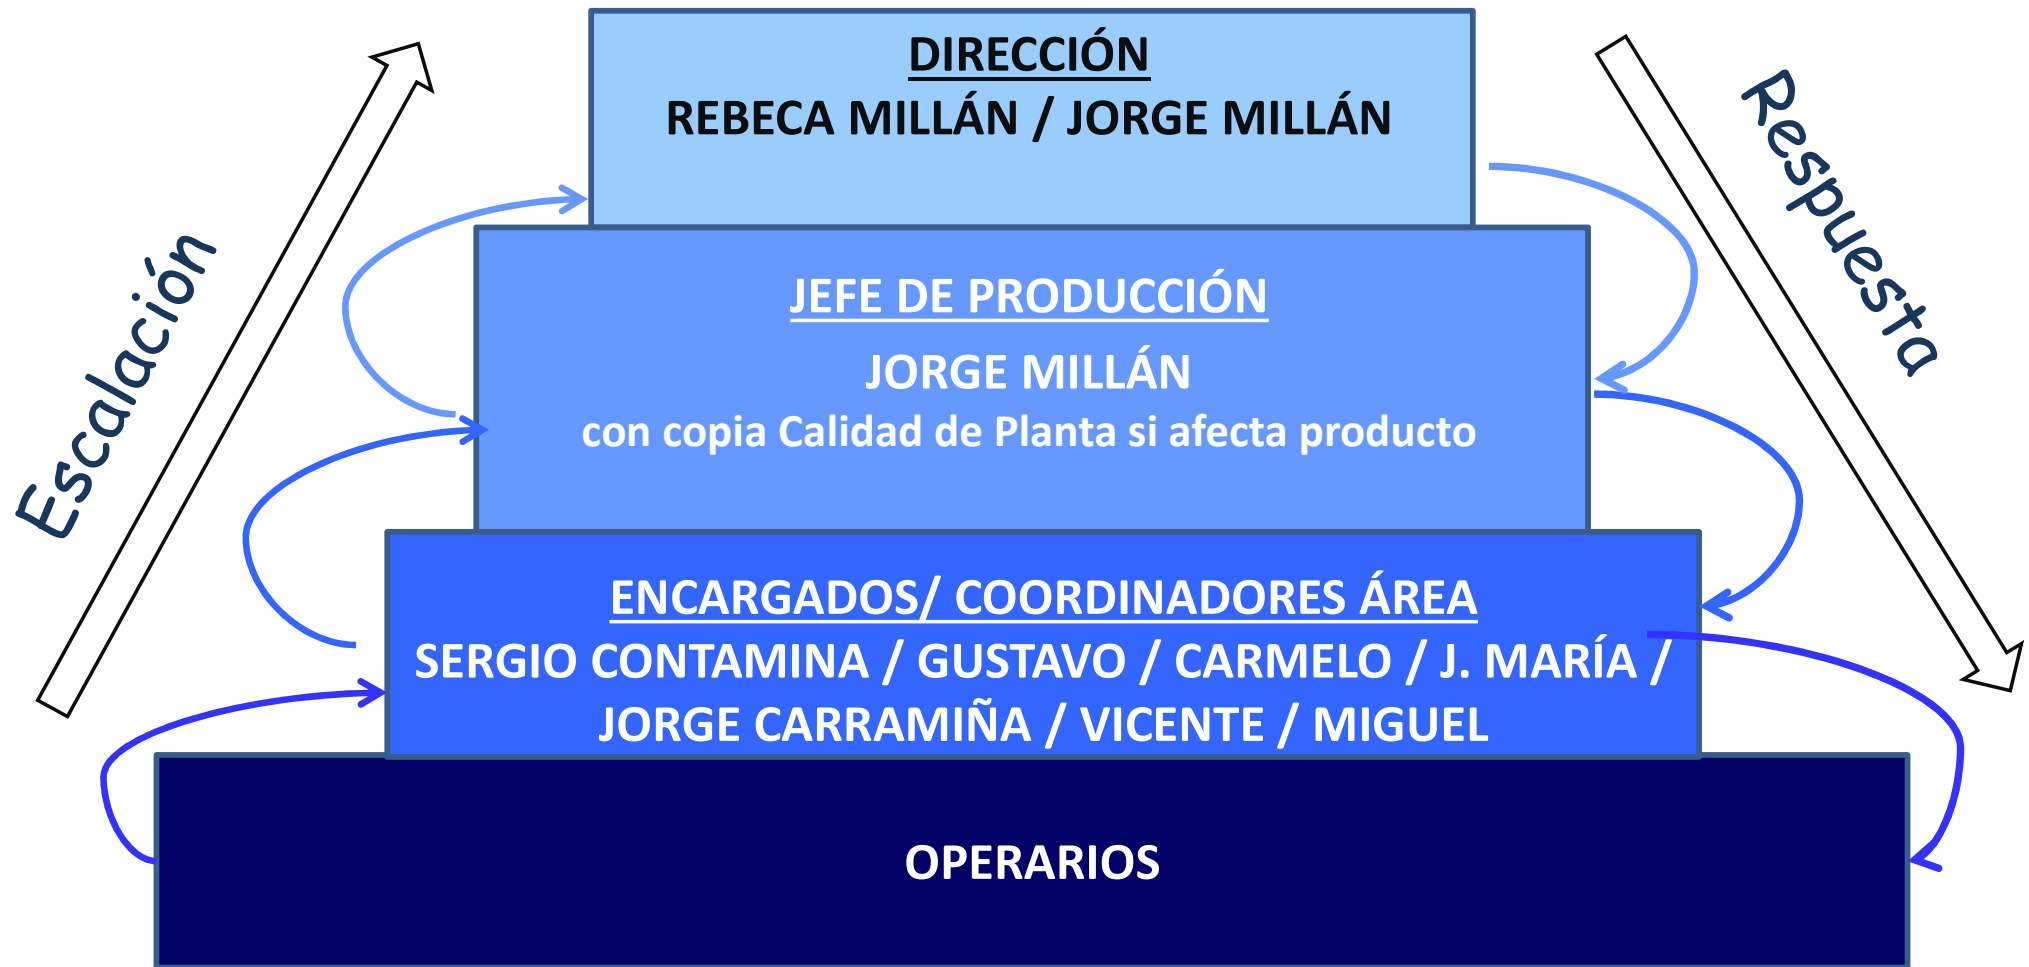 DIRECCIÓN
REBECA MILLÁN / JORGE MILLÁN
Escalación
Respuesta
JEFE DE PRODUCCIÓN
JORGE MILLÁN
con copia Calidad de Planta si afecta producto
ENCARGADOS/ COORDINADORES ÁREA
SERGIO CONTAMINA / GUSTAVO / CARMELO / J. MARÍA /
JORGE CARRAMIÑA / VICENTE / MIGUEL
OPERARIOS